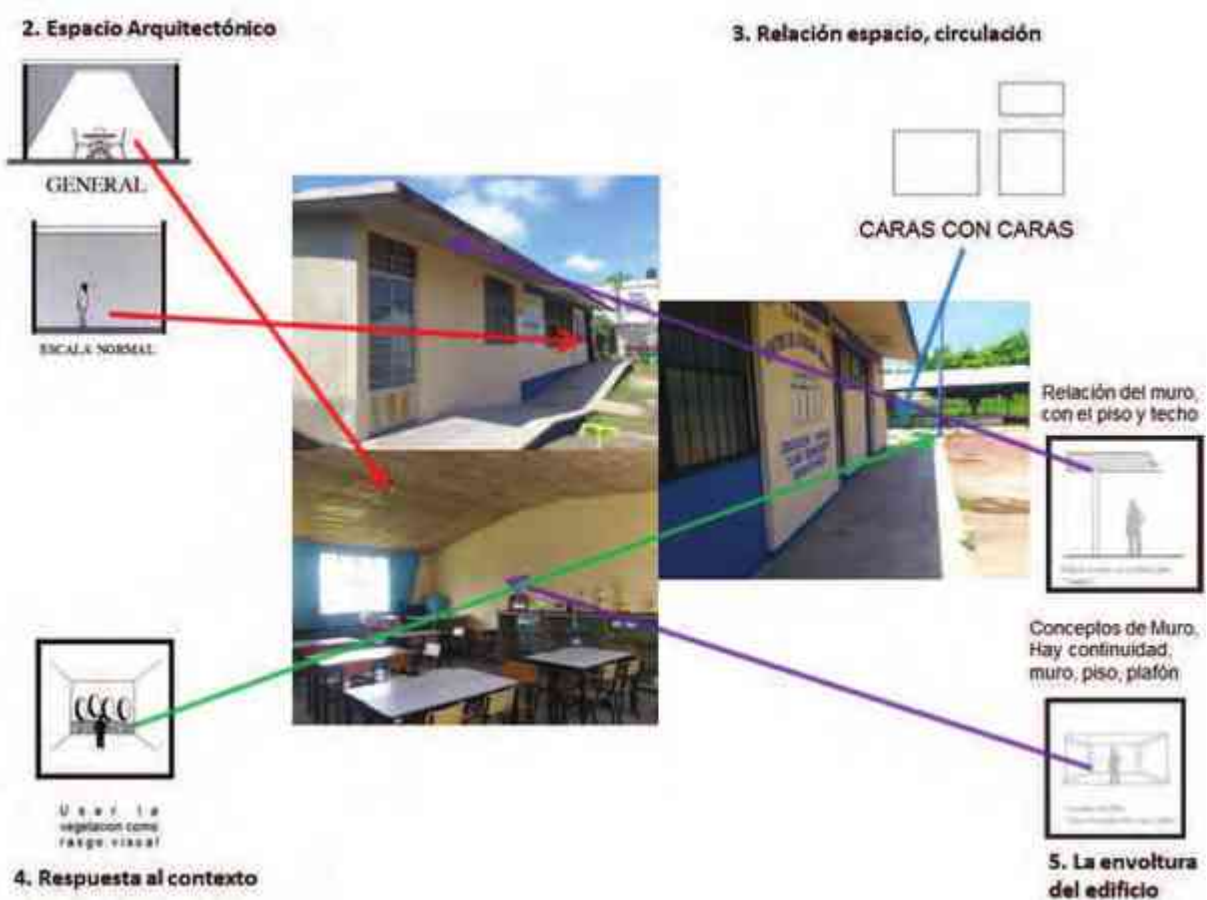 2. Espacio Arquitectónico
GENERAL
ESCALA NORMAL
3. Relación espacio, circulación
CARAS CON CARAS
Relación del muro,
con el piso y techo
Conceptos de Muro,
Hay continuidad,
muro, piso, plafón
5. La envoltura
del edificio
User la
vegetacion como
rasgo visual
4. Respuesta al contexto